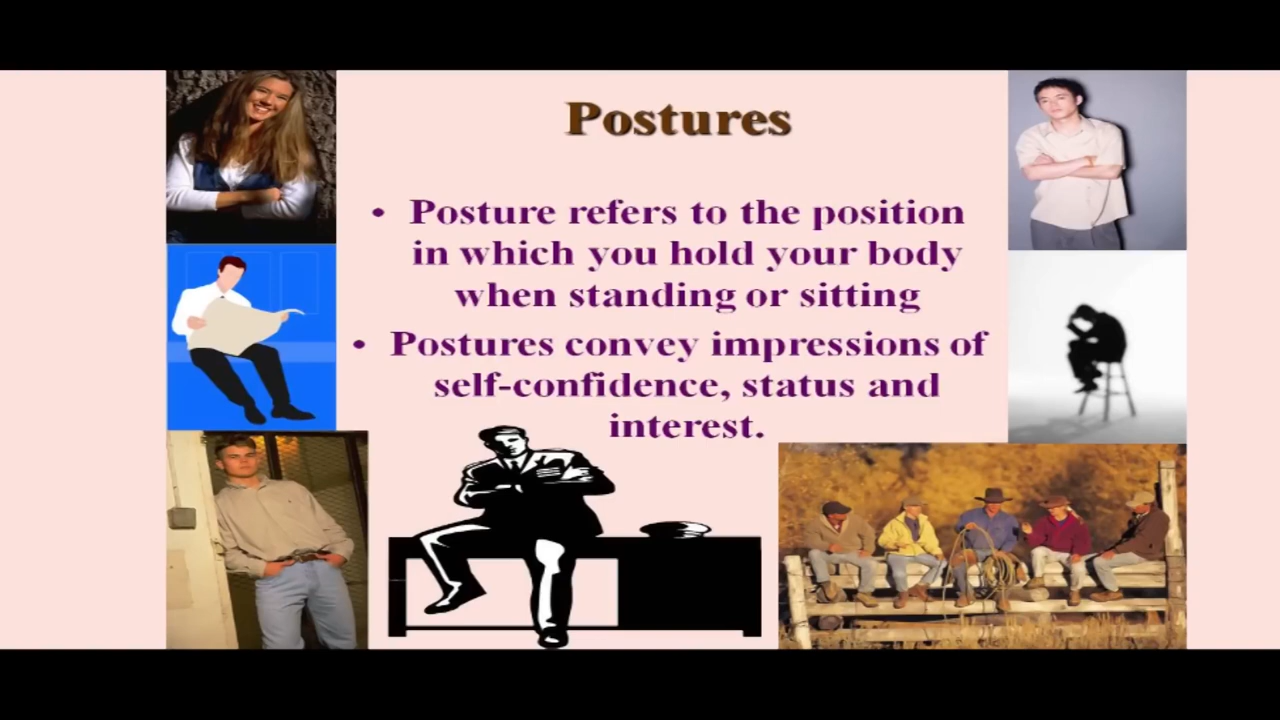 Postures
• Posture refers to the position
in which you hold your body
when standing or sitting
• Postures convey impressions of
self-confidence, status and
interest.